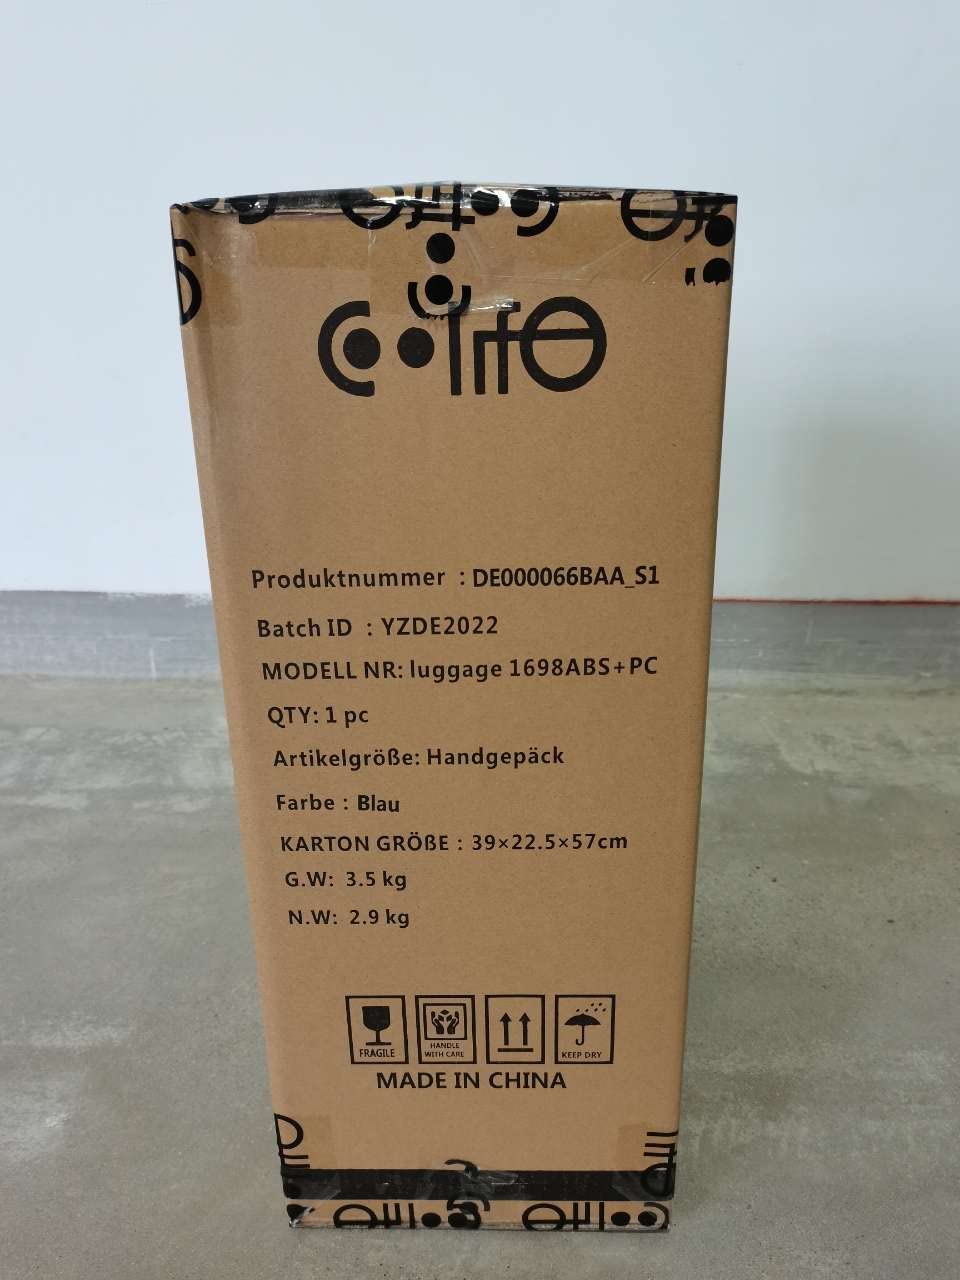 Coolife
Produktnummer : DE000066BAA_S1
Batch ID : YZDE2022
MODELL NR: luggage 1698ABS+PC
QTY: 1 pc
Artikelgröße: Handgepäck
Farbe : Blau
KARTON GRÖßE : 39×22.5×57cm
G.W: 3.5 kg
N.W: 2.9 kg
FRAGILE
HANDLE
WITH CARE
KEEP DRY
MADE IN CHINA